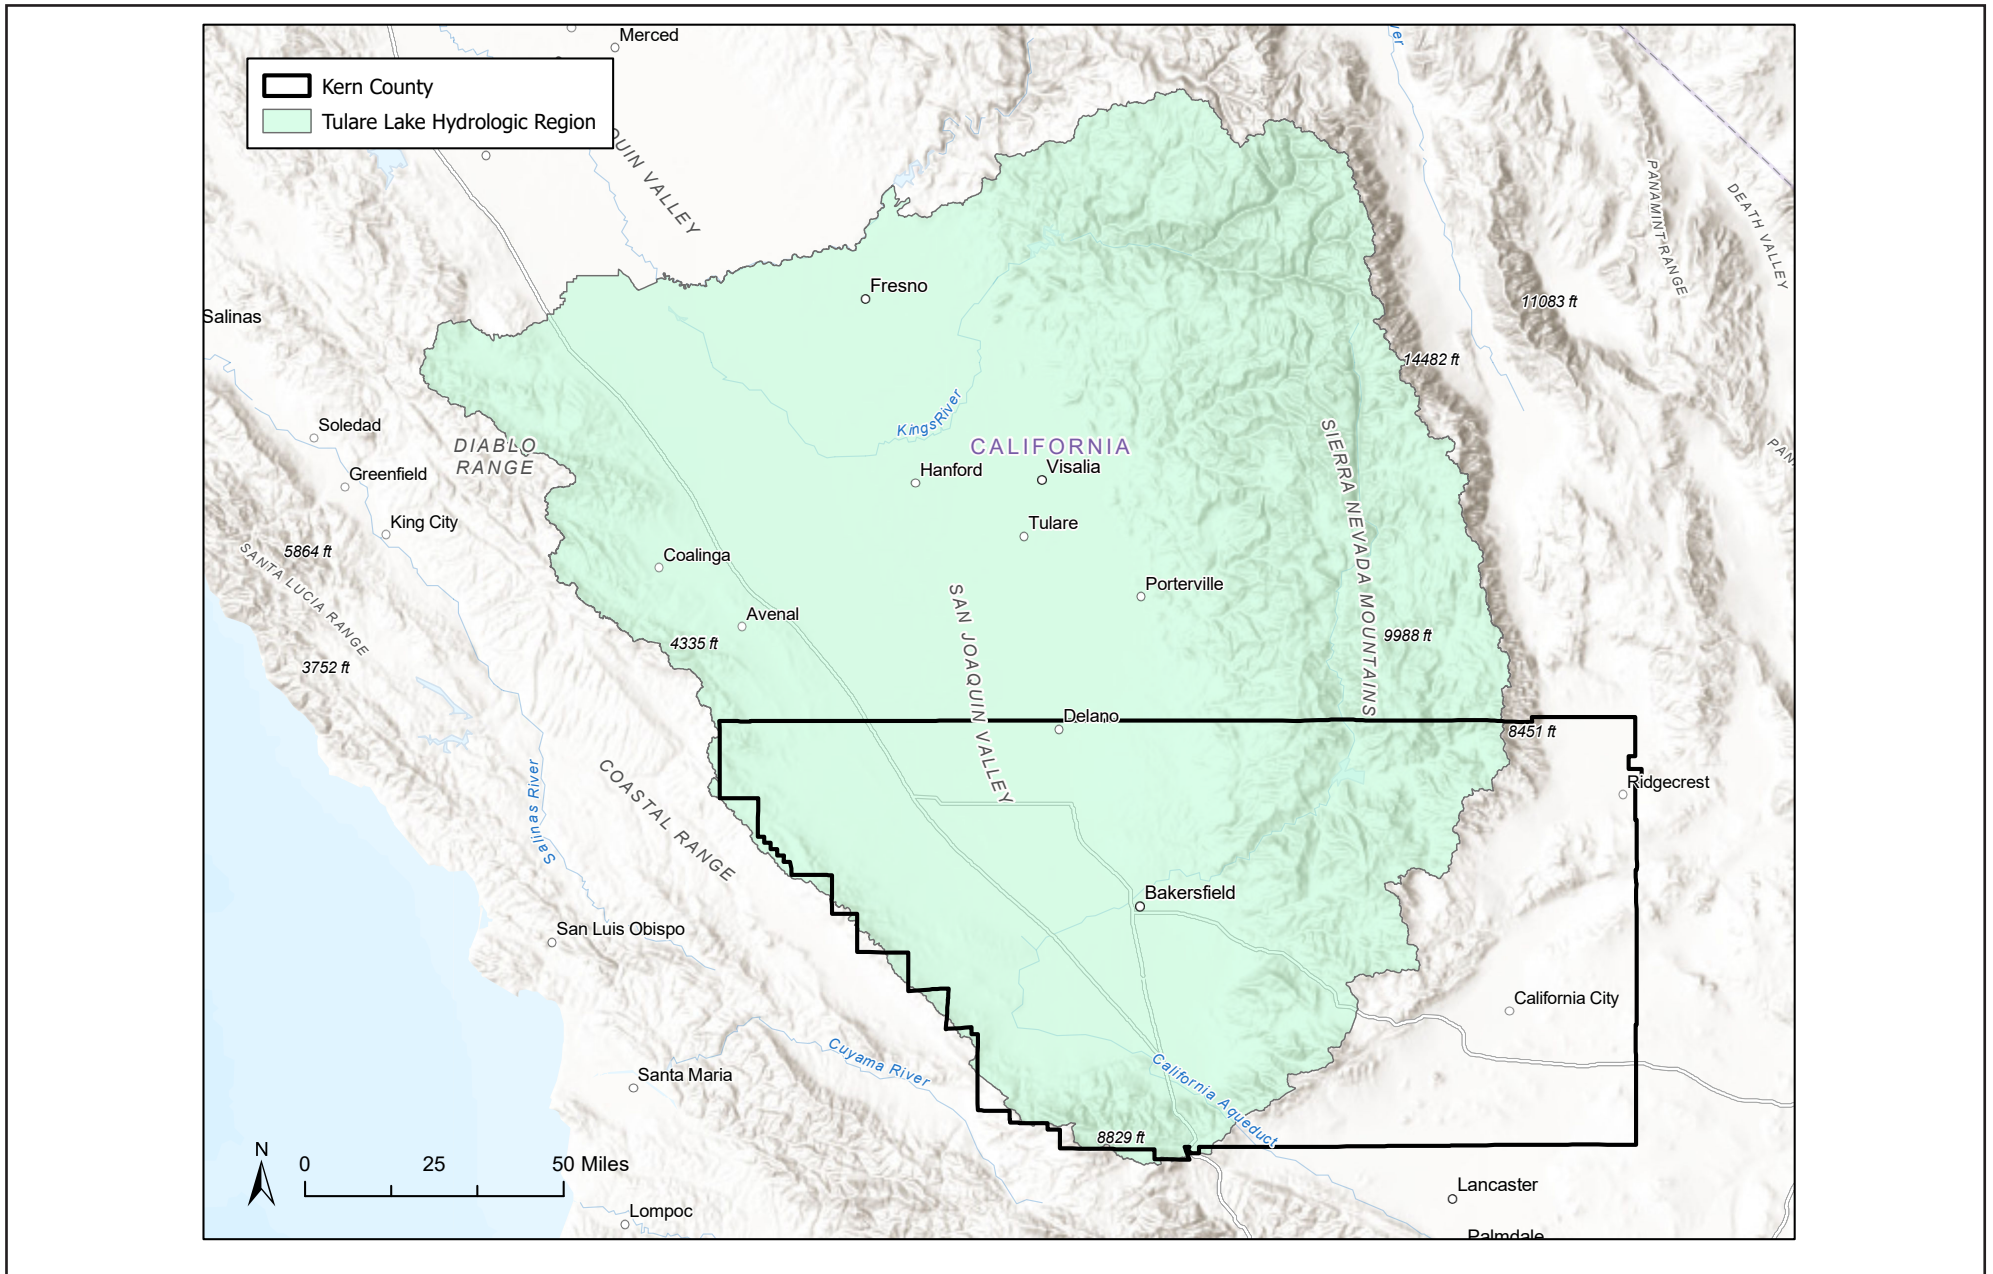 Merced
Kern County
Tulare Lake Hydrologic Region
QUIN VALLEY
PANAMINT RANGE
DEATH VALLEY
Fresno
11083 ft
Salinas
14482 ft
Kings River
Soledad
DIABLO
RANGE
CALIFORNIA
Greenfield
Hanford
Visalia
SIERRA NEVADA MOUNTAINS
King City
Tulare
5864 ft
SANTA LUCIA RANGE
Coalinga
Porterville
SAN JOAQUIN VALLEY
Avenal
4335 ft
9988 ft
3752 ft
Delano
8451 ft
Ridgecrest
COASTAL RANGE
Salinas River
Bakersfield
San Luis Obispo
California City
Cuyama River
California Aqueduct
Santa Maria
8829 ft
N
0 25 50 Miles
Lancaster
Lompoc
Palmdale